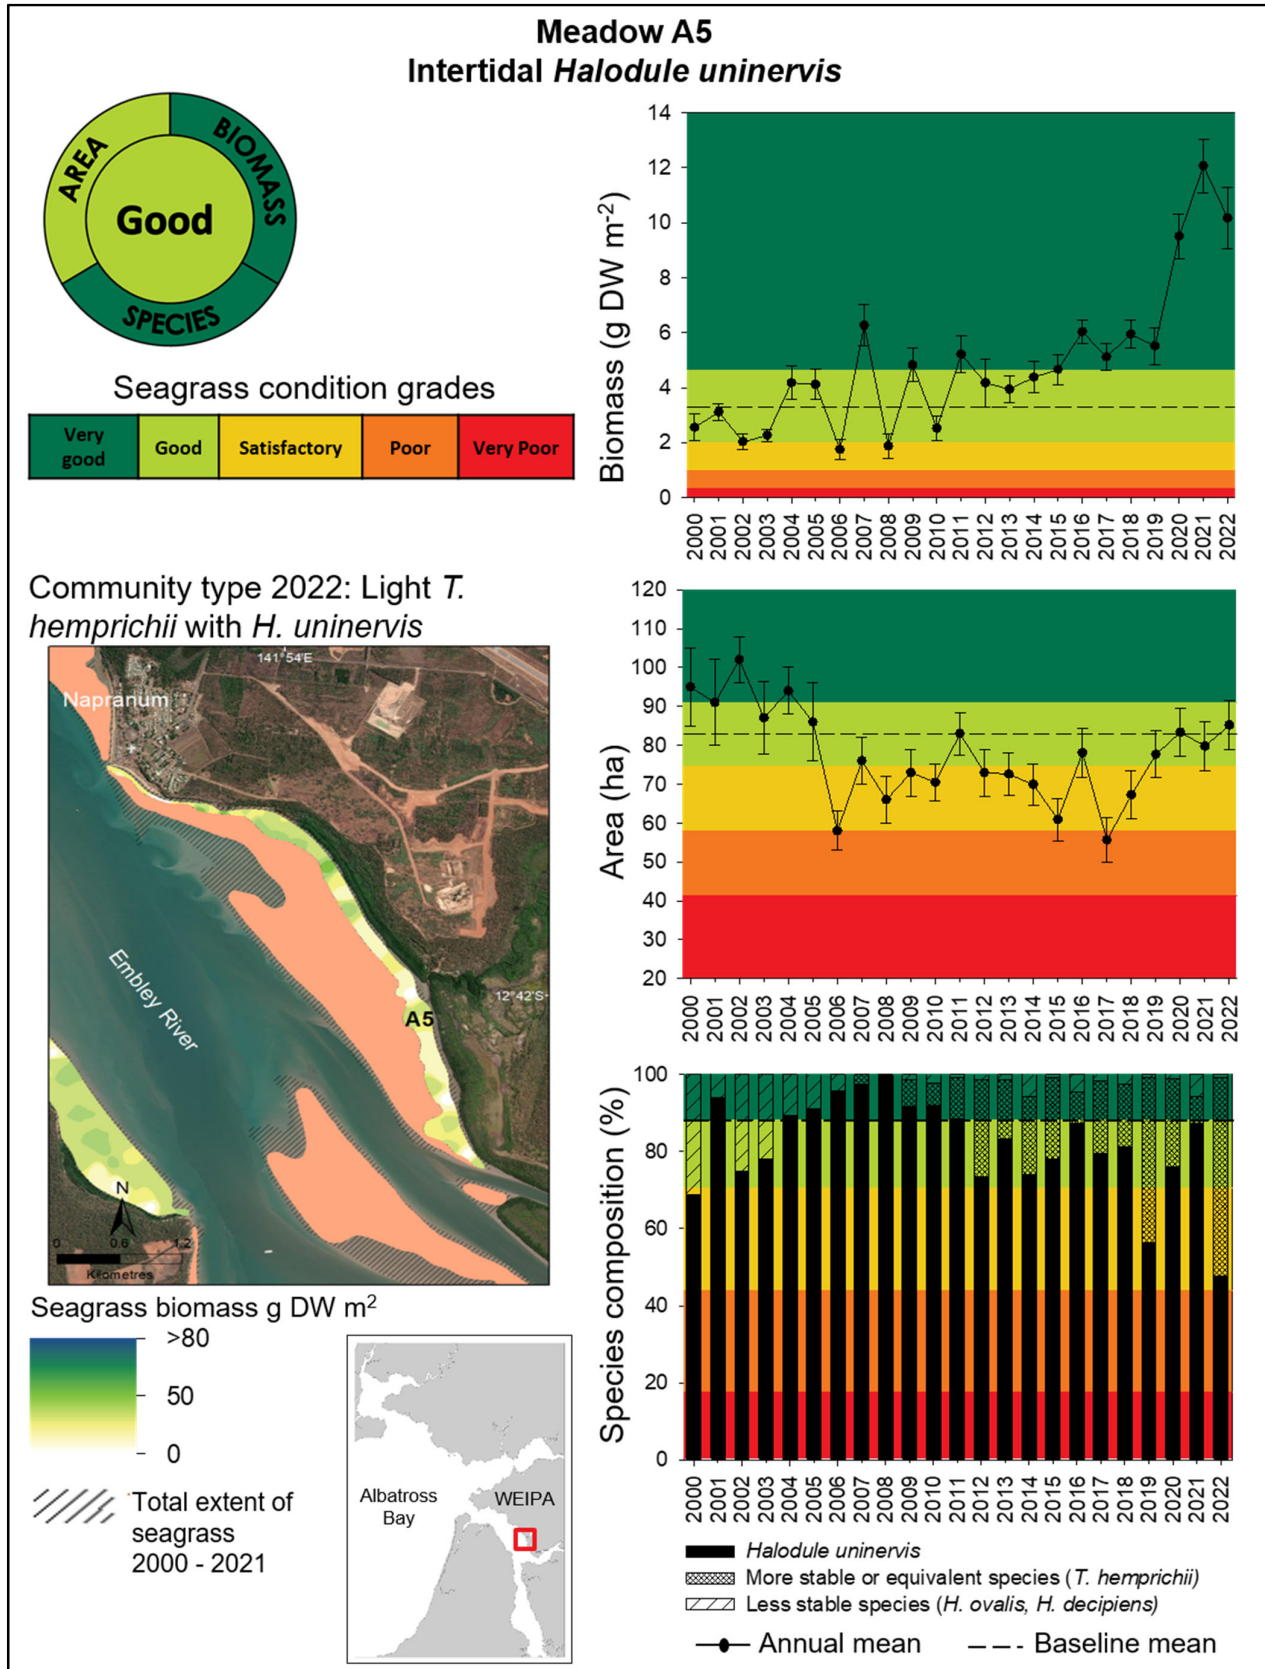 Meadow A5
Intertidal Halodule uninervis
AREA
BIOMASS
SPECIES
Good
Seagrass condition grades
Very good
Good
Satisfactory
Poor
Very Poor
Biomass (g DW m-2)
14
12
10
8
6
4
2
0
2000 2001 2002 2003 2004 2005 2006 2007 2008 2009 2010 2011 2012 2013 2014 2015 2016 2017 2018 2019 2020 2021 2022
Community type 2022: Light T.
hemprichii with H. uninervis
141°54'E
Napranum
Embley River
12°42'S
A5
N
0 0.6 1.2
Kilometres
Area (ha)
120
110
100
90
80
70
60
50
40
30
20
2000 2001 2002 2003 2004 2005 2006 2007 2008 2009 2010 2011 2012 2013 2014 2015 2016 2017 2018 2019 2020 2021 2022
Seagrass biomass g DW m2
>80
50
0
Total extent of
seagrass
2000 - 2021
Albatross
Bay
WEIPA
Species composition (%)
100
80
60
40
20
0
2000 2001 2002 2003 2004 2005 2006 2007 2008 2009 2010 2011 2012 2013 2014 2015 2016 2017 2018 2019 2020 2021 2022
Halodule uninervis
More stable or equivalent species (T. hemprichii)
Less stable species (H. ovalis, H. decipiens)
Annual mean
Baseline mean